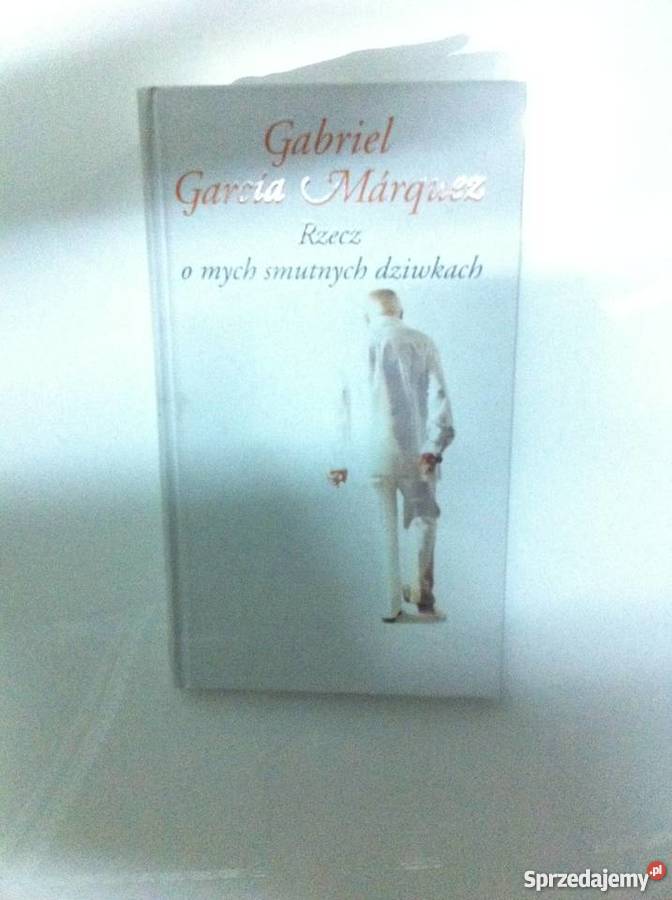 Gabriel
García Márquez
Rzecz
o mych smutnych dziwkach
Sprzedajemy.pl